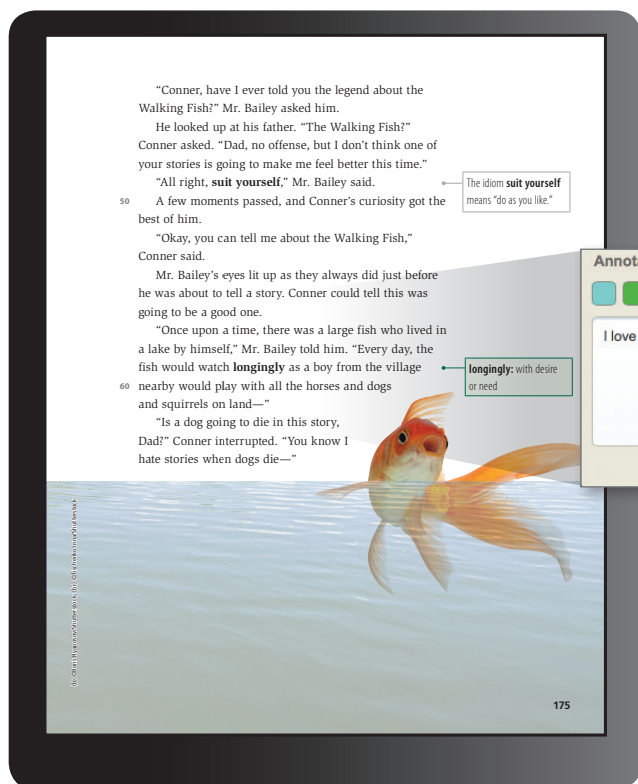 “Conner, have I ever told you the legend about the
Walking Fish?” Mr. Bailey asked him.
He looked up at his father. “The Walking Fish?”
Conner asked. “Dad, no offense, but I don’t think one of
your stories is going to make me feel better this time.”
“All right, suit yourself,” Mr. Bailey said.
50 A few moments passed, and Conner’s curiosity got the
best of him.
“Okay, you can tell me about the Walking Fish,”
Conner said.
Mr. Bailey’s eyes lit up as they always did just before
he was about to tell a story. Conner could tell this was
going to be a good one.
“Once upon a time, there was a large fish who lived in
a lake by himself,” Mr. Bailey told him. “Every day, the
fish would watch longingly as a boy from the village
60 nearby would play with all the horses and dogs
and squirrels on land—”
“Is a dog going to die in this story,
Dad?” Conner interrupted. “You know I
hate stories when dogs die—”
The idiom suit yourself
means “do as you like.”
longingly: with desire
or need
Annot
I love
175